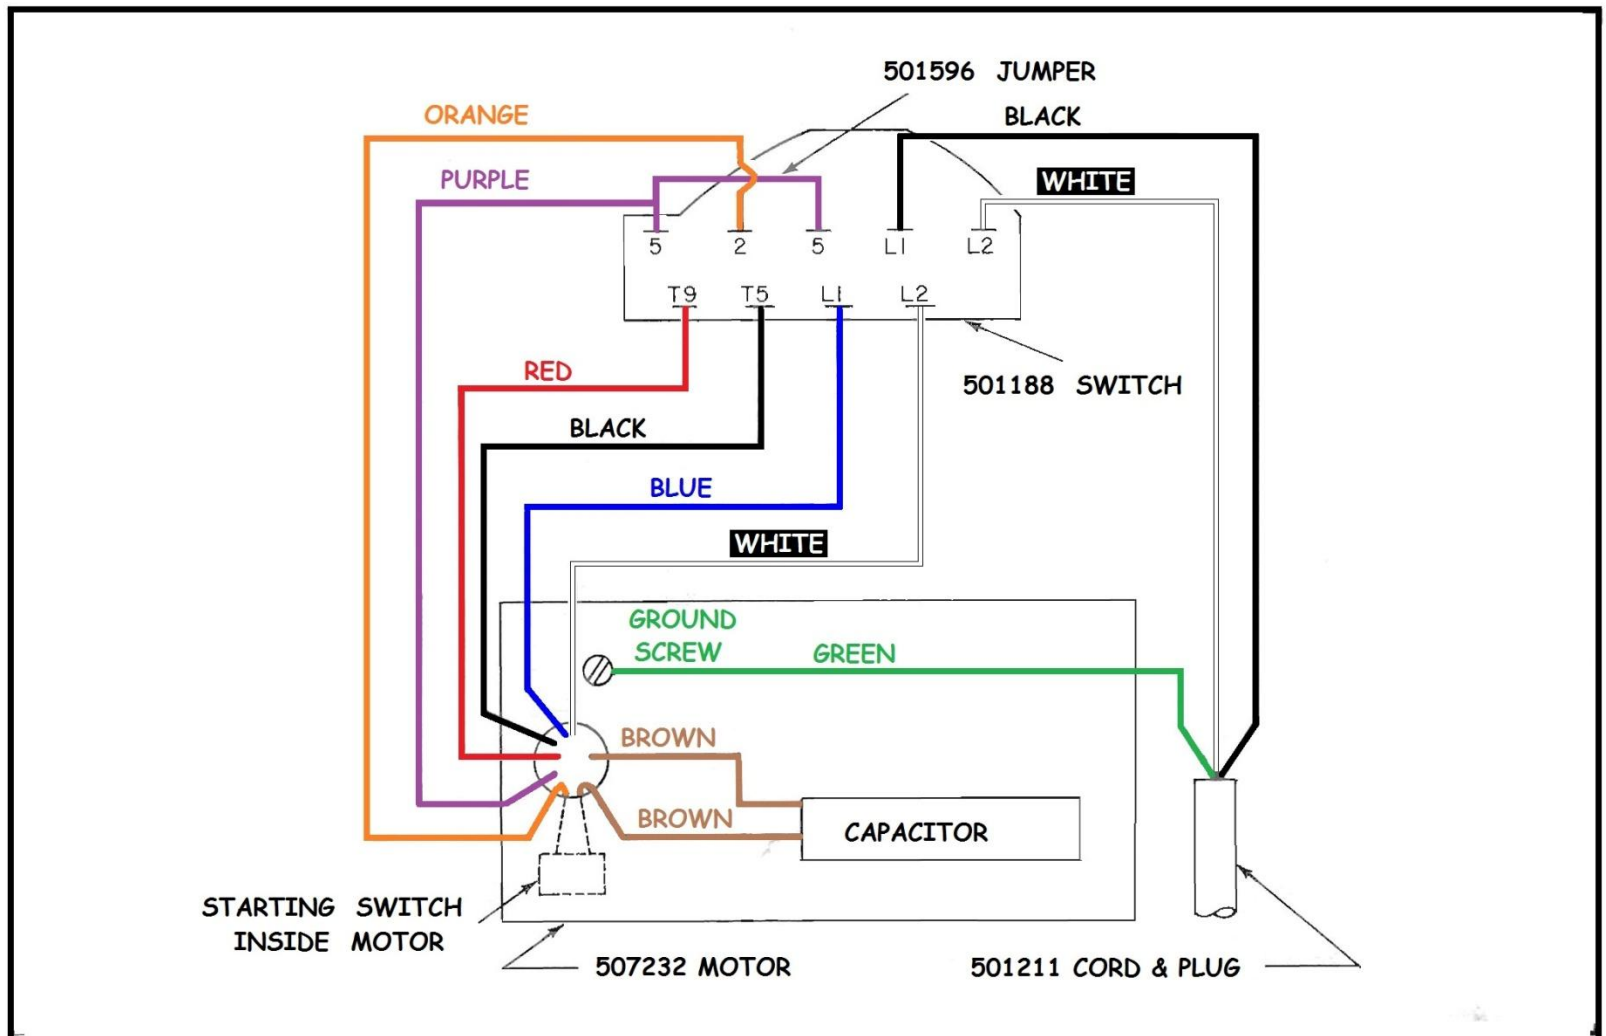 501596 JUMPER
ORANGE
BLACK
PURPLE
WHITE
5 2 5 L1 L2
T9 T5 L1 L2
RED
501188 SWITCH
BLACK
BLUE
WHITE
GROUND
SCREW
GREEN
BROWN
BROWN
CAPACITOR
STARTING SWITCH
INSIDE MOTOR
507232 MOTOR
501211 CORD & PLUG